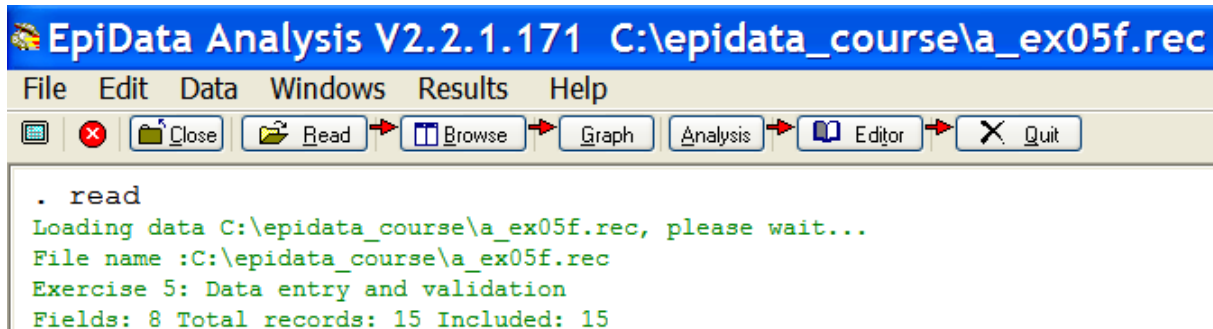 EpiData Analysis V2.2.1.171 C:\epidata_course\a_ex05f.rec
File Edit Data Windows Results Help
Close Read Browse Graph Analysis Editor Quit
. read
Loading data C:\epidata_course\a_ex05f.rec, please wait...
File name :C:\epidata_course\a_ex05f.rec
Exercise 5: Data entry and validation
Fields: 8 Total records: 15 Included: 15